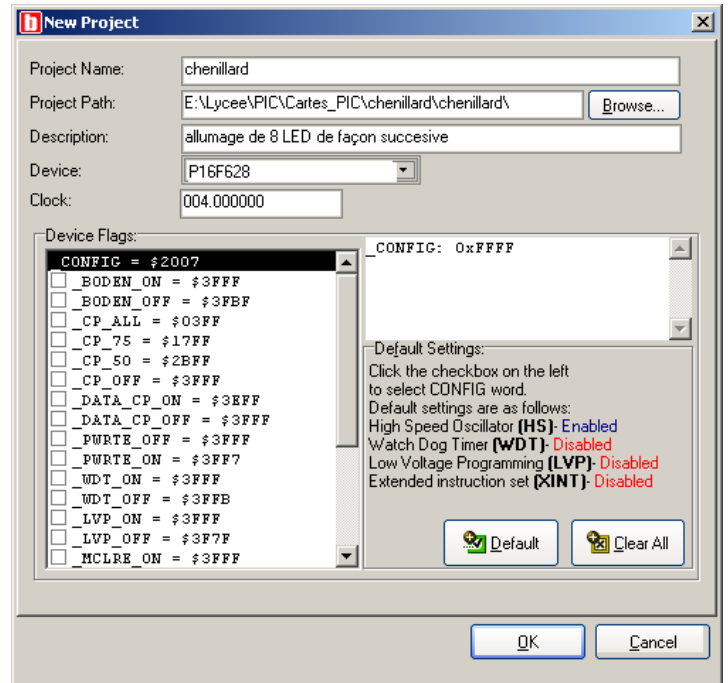 New Project
Project Name: chenillard
Project Path: E:\Lycee\PIC\Cartes_PIC\chenillard\chenillard\ Browse...
Description: allumage de 8 LED de façon succesive
Device: P16F628
Clock: 004.000000
Device Flags:
_CONFIG = $2007
_BODEN_ON = $3FFF
_BODEN_OFF = $3FBF
_CP_ALL = $03FF
_CP_75 = $17FF
_CP_50 = $2BFF
_CP_OFF = $3FFF
_DATA_CP_ON = $3EFF
_DATA_CP_OFF = $3FFF
_PWRTE_OFF = $3FFF
_PWRTE_ON = $3FF7
_WDT_ON = $3FFF
_WDT_OFF = $3FFB
_LVP_ON = $3FFF
_LVP_OFF = $3F7F
_MCLRE_ON = $3FFF
_CONFIG: 0xFFFF
Default Settings:
Click the checkbox on the left
to select CONFIG word.
Default settings are as follows:
High Speed Oscillator (HS)- Enabled
Watch Dog Timer (WDT)- Disabled
Low Voltage Programming (LVP)- Disabled
Extended instruction set (XINT)- Disabled
Default Clear All
OK Cancel